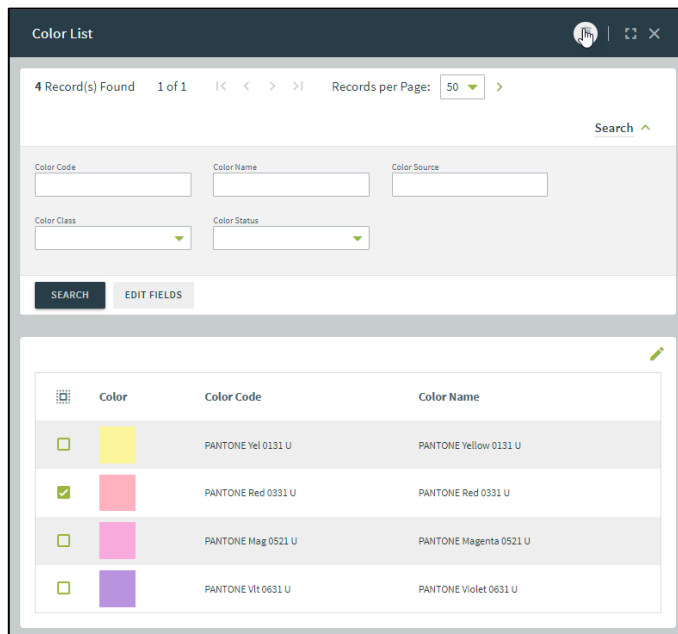 Color List
4 Record(s) Found 1 of 1 Records per Page: 50
Search
Color Code Color Name Color Source
Color Class Color Status
SEARCH EDIT FIELDS
Color Color Code Color Name
PANTONE Yel 0131 U PANTONE Yellow 0131 U
PANTONE Red 0331 U PANTONE Red 0331 U
PANTONE Mag 0521 U PANTONE Magenta 0521 U
PANTONE Vlt 0631 U PANTONE Violet 0631 U